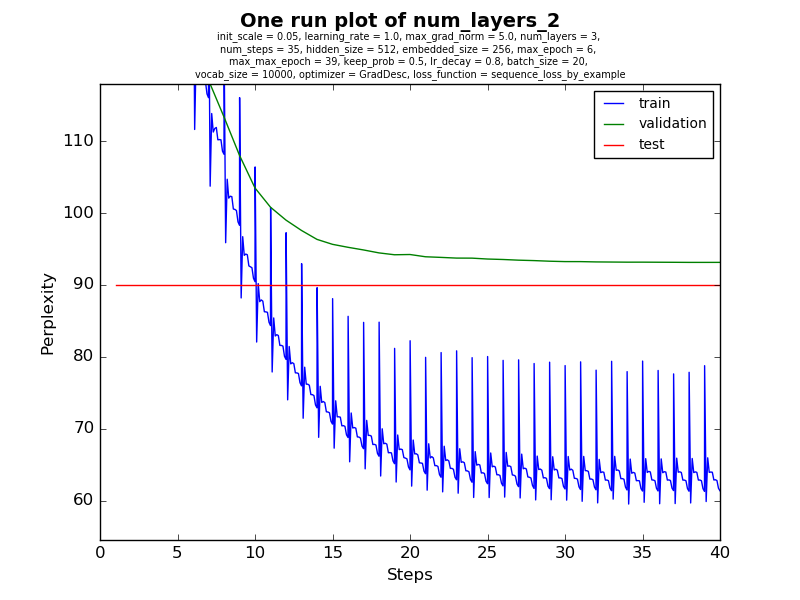 One run plot of num_layers_2
init_scale = 0.05, learning_rate = 1.0, max_grad_norm = 5.0, num_layers = 3,
num_steps = 35, hidden_size = 512, embedded_size = 256, max_epoch = 6,
max_max_epoch = 39, keep_prob = 0.5, lr_decay = 0.8, batch_size = 20,
vocab_size = 10000, optimizer = GradDesc, loss_function = sequence_loss_by_example
train
validation
test
110
100
90
80
70
60
Perplexity
0 5 10 15 20 25 30 35 40
Steps